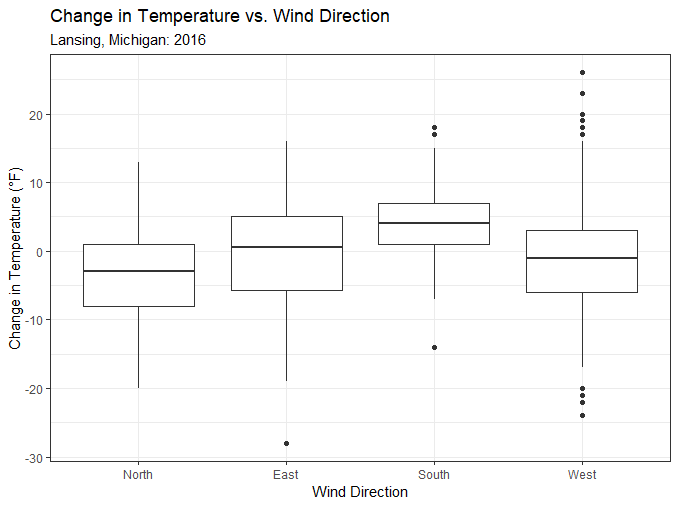 Change in Temperature vs. Wind Direction
Lansing, Michigan: 2016
Change in Temperature (°F)
20
10
0
-10
-20
-30
North East South West
Wind Direction